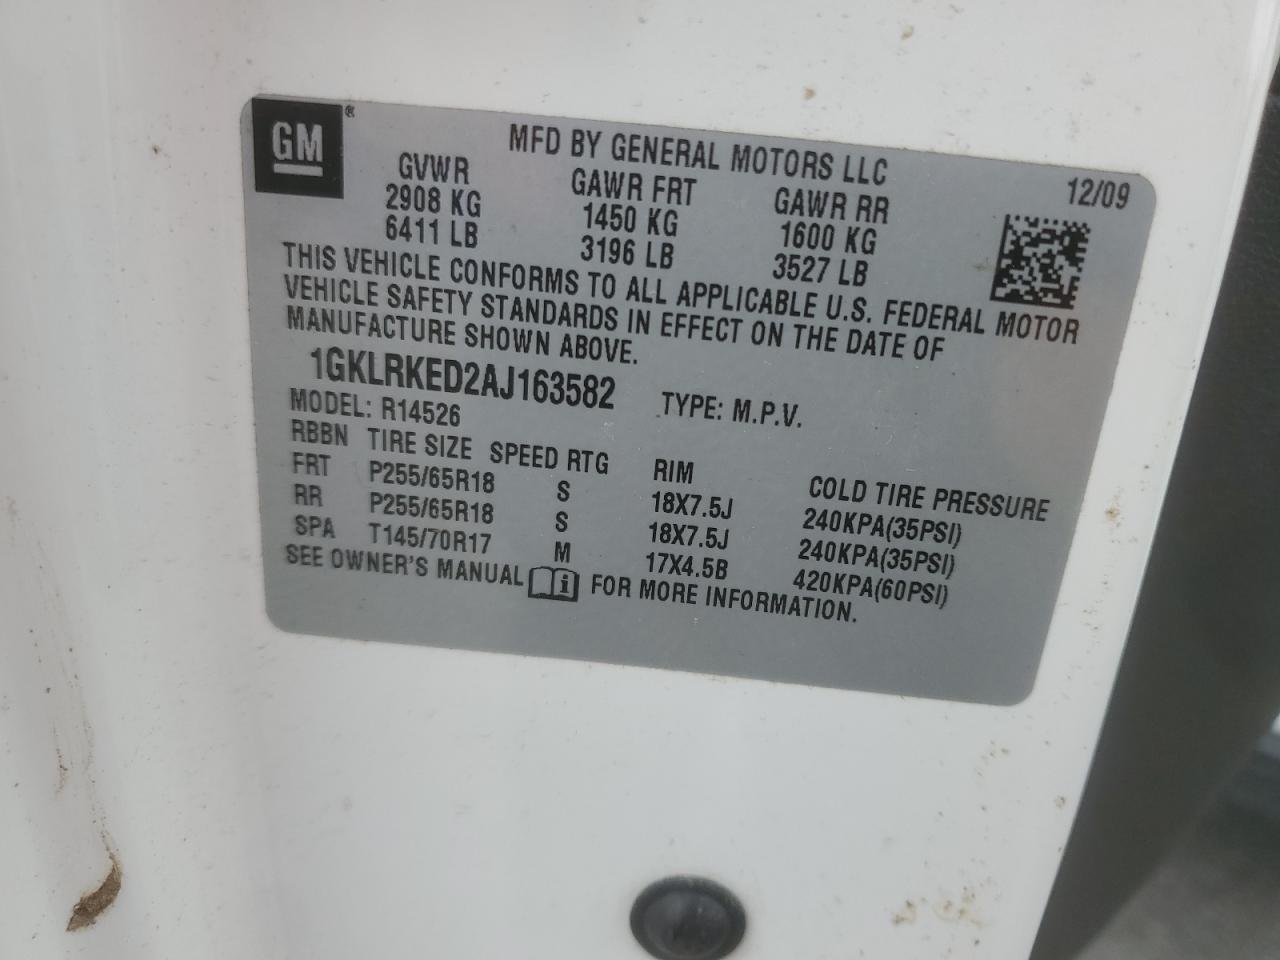 GM ®
MFD BY GENERAL MOTORS LLC
12/09
GVWR GAWR FRT GAWR RR
2908 KG 1450 KG 1600 KG
6411 LB 3196 LB 3527 LB
THIS VEHICLE CONFORMS TO ALL APPLICABLE U.S. FEDERAL MOTOR
VEHICLE SAFETY STANDARDS IN EFFECT ON THE DATE OF
MANUFACTURE SHOWN ABOVE.
1GKLRKED2AJ163582 TYPE: M.P.V.
MODEL: R14526
RBBN TIRE SIZE SPEED RTG RIM COLD TIRE PRESSURE
FRT P255/65R18 S 18X7.5J 240KPA(35PSI)
RR P255/65R18 S 18X7.5J 240KPA(35PSI)
SPA T145/70R17 M 17X4.5B 420KPA(60PSI)
SEE OWNER'S MANUAL i FOR MORE INFORMATION.